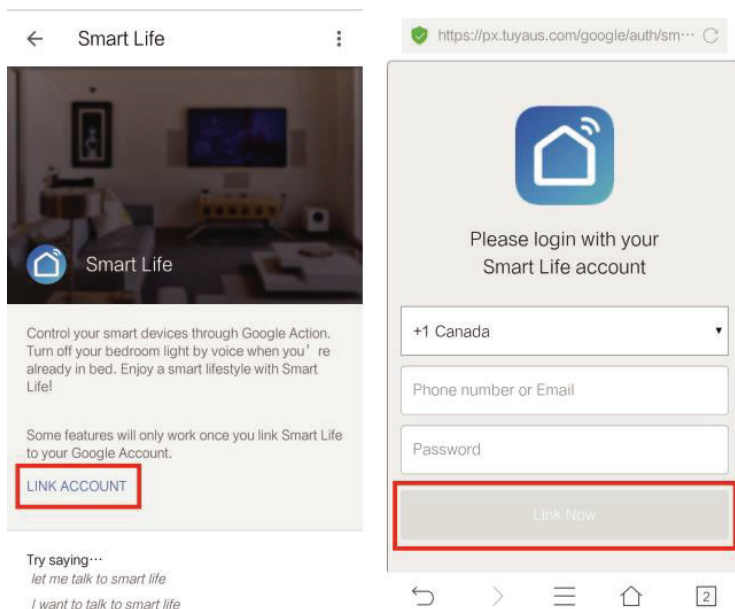 Smart Life
Smart Life
Control your smart devices through Google Action.
Turn off your bedroom light by voice when you're
already in bed. Enjoy a smart lifestyle with Smart
Life!
Some features will only work once you link Smart Life
to your Google Account.
LINK ACCOUNT
Try saying···
let me talk to smart life
I want to talk to smart life
https://px.tuyaus.com/google/auth/sm···
Please login with your
Smart Life account
+1 Canada
Phone number or Email
Password
Link Now
2